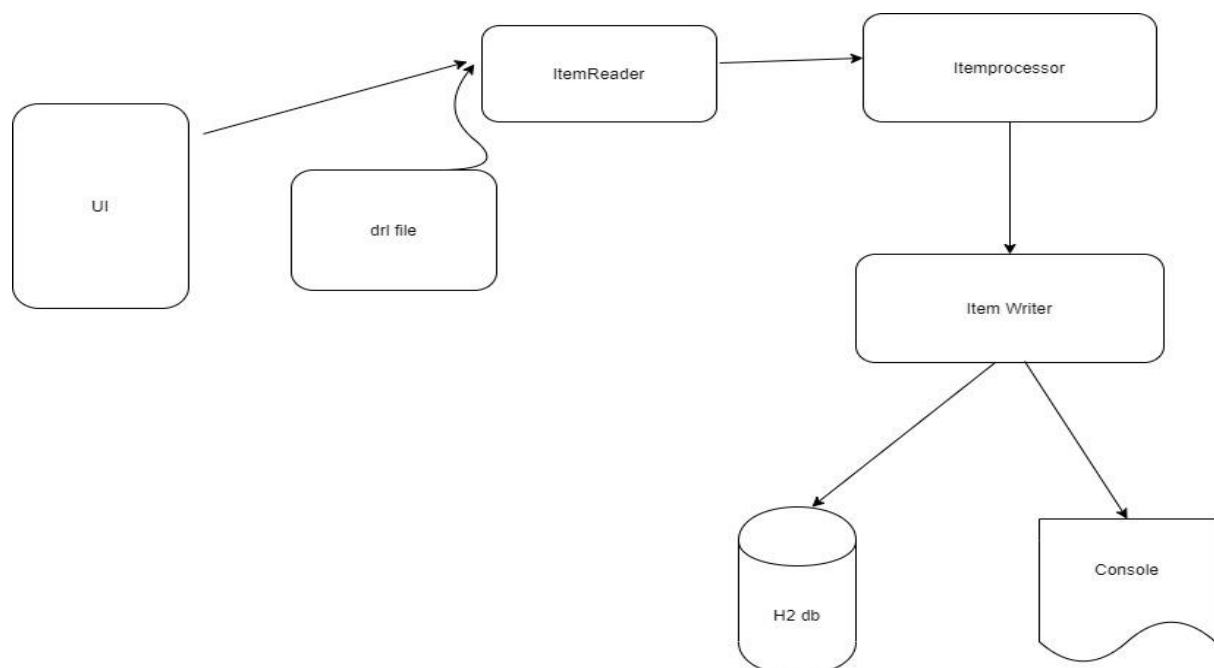 ItemReader
Itemprocessor
UI
drl file
Item Writer
H2 db
Console